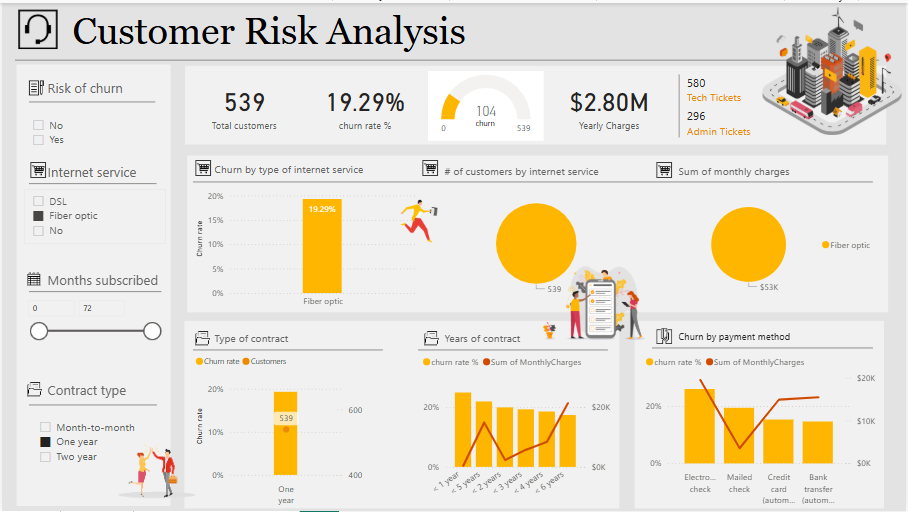 Customer Risk Analysis
Risk of churn
No
Yes
Internet service
DSL
Fiber optic
No
Months subscribed
0
72
Contract type
Month-to-month
One year
Two year
539
Total customers
19.29%
churn rate %
104
churn
0
539
$2.80M
Yearly Charges
580
Tech Tickets
296
Admin Tickets
Churn by type of internet service
Churn rate
20%
15%
10%
5%
0%
19.29%
Fiber optic
# of customers by internet service
539
Sum of monthly charges
$53K
Fiber optic
Type of contract
Churn rate
Customers
Churn rate
20%
10%
0%
539
600
400
One
year
Years of contract
churn rate %
Sum of MonthlyCharges
20%
0%
$20K
$0K
< 1 year
< 5 years
< 2 years
< 3 years
< 4 years
< 6 years
Churn by payment method
churn rate %
Sum of MonthlyCharges
20%
0%
$20K
$10K
$0K
Electro...
check
Mailed
check
Credit
card
(autom...
Bank
transfer
(autom...